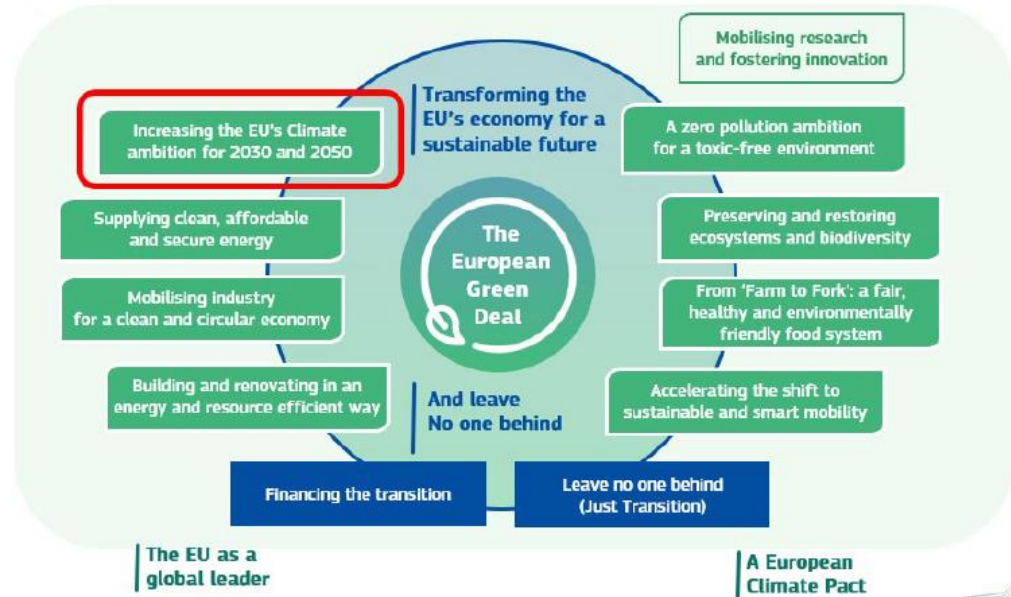 Mobilising research
and fostering innovation
Transforming the
EU's economy for a
sustainable future
Increasing the EU's Climate
ambition for 2030 and 2050
A zero pollution ambition
for a toxic-free environment
Supplying clean, affordable
and secure energy
Preserving and restoring
ecosystems and biodiversity
The
European
Green
Deal
Mobilising industry
for a clean and circular economy
From 'Farm to Fork': a fair,
healthy and environmentally
friendly food system
Building and renovating in an
energy and resource efficient way
And leave
No one behind
Accelerating the shift to
sustainable and smart mobility
Financing the transition
Leave no one behind
(Just Transition)
The EU as a
global leader
A European
Climate Pact